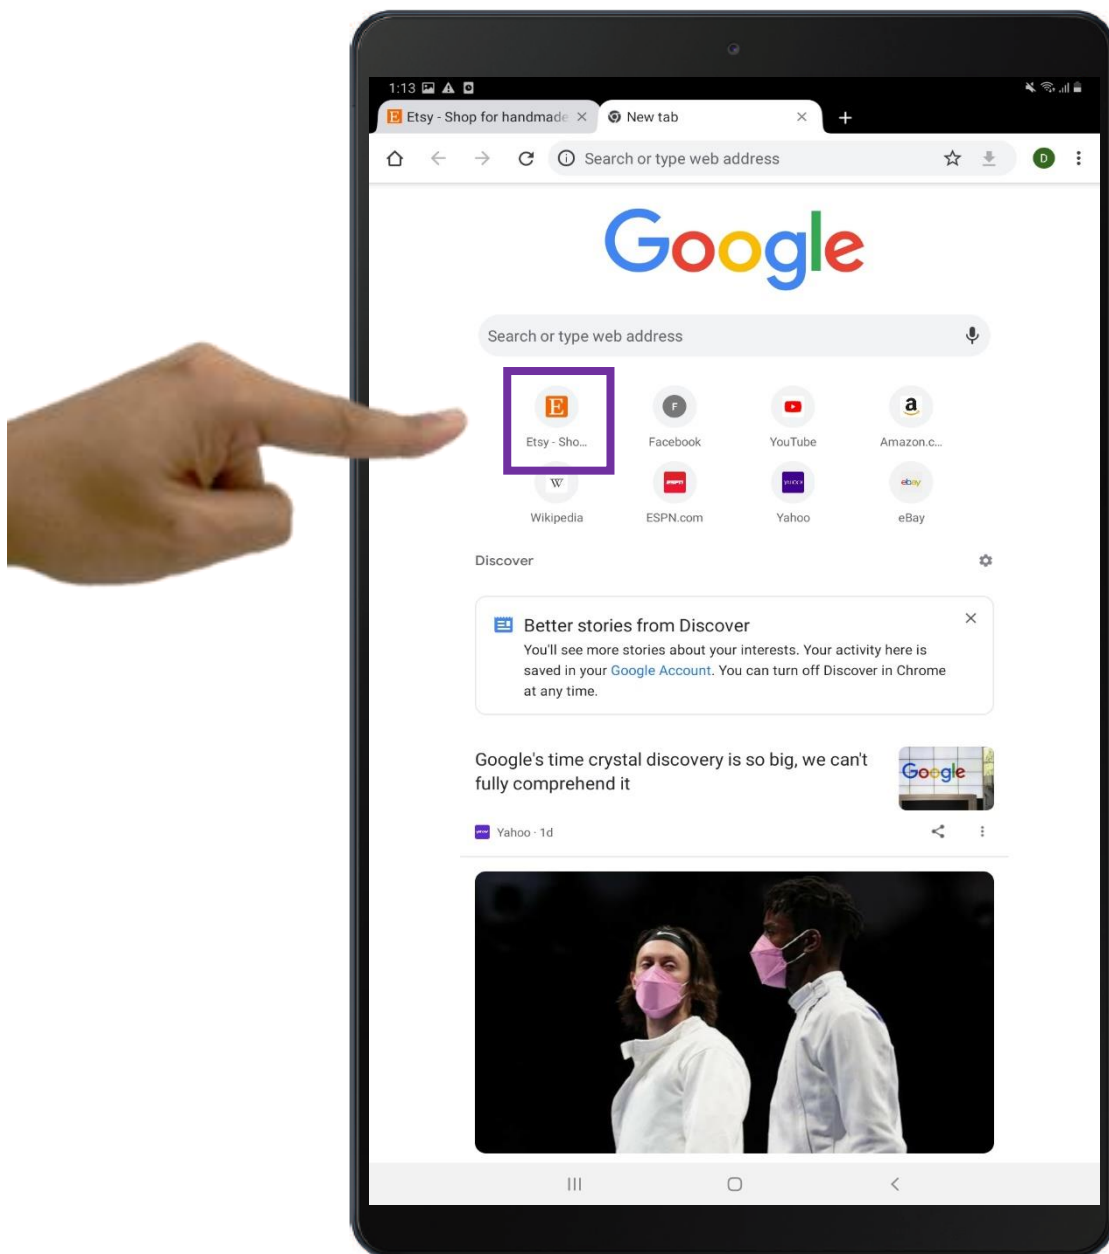 1:13
Etsy - Shop for handmade
New tab
Search or type web address
D
Google
Search or type web address
E
F
a
Etsy - Sho...
Facebook
YouTube
Amazon.c...
W
ESPN
YAHOO!
ebay
Wikipedia
ESPN.com
Yahoo
eBay
Discover
Better stories from Discover
You'll see more stories about your interests. Your activity here is
saved in your Google Account. You can turn off Discover in Chrome
at any time.
Google's time crystal discovery is so big, we can't
fully comprehend it
Google
Yahoo · 1d